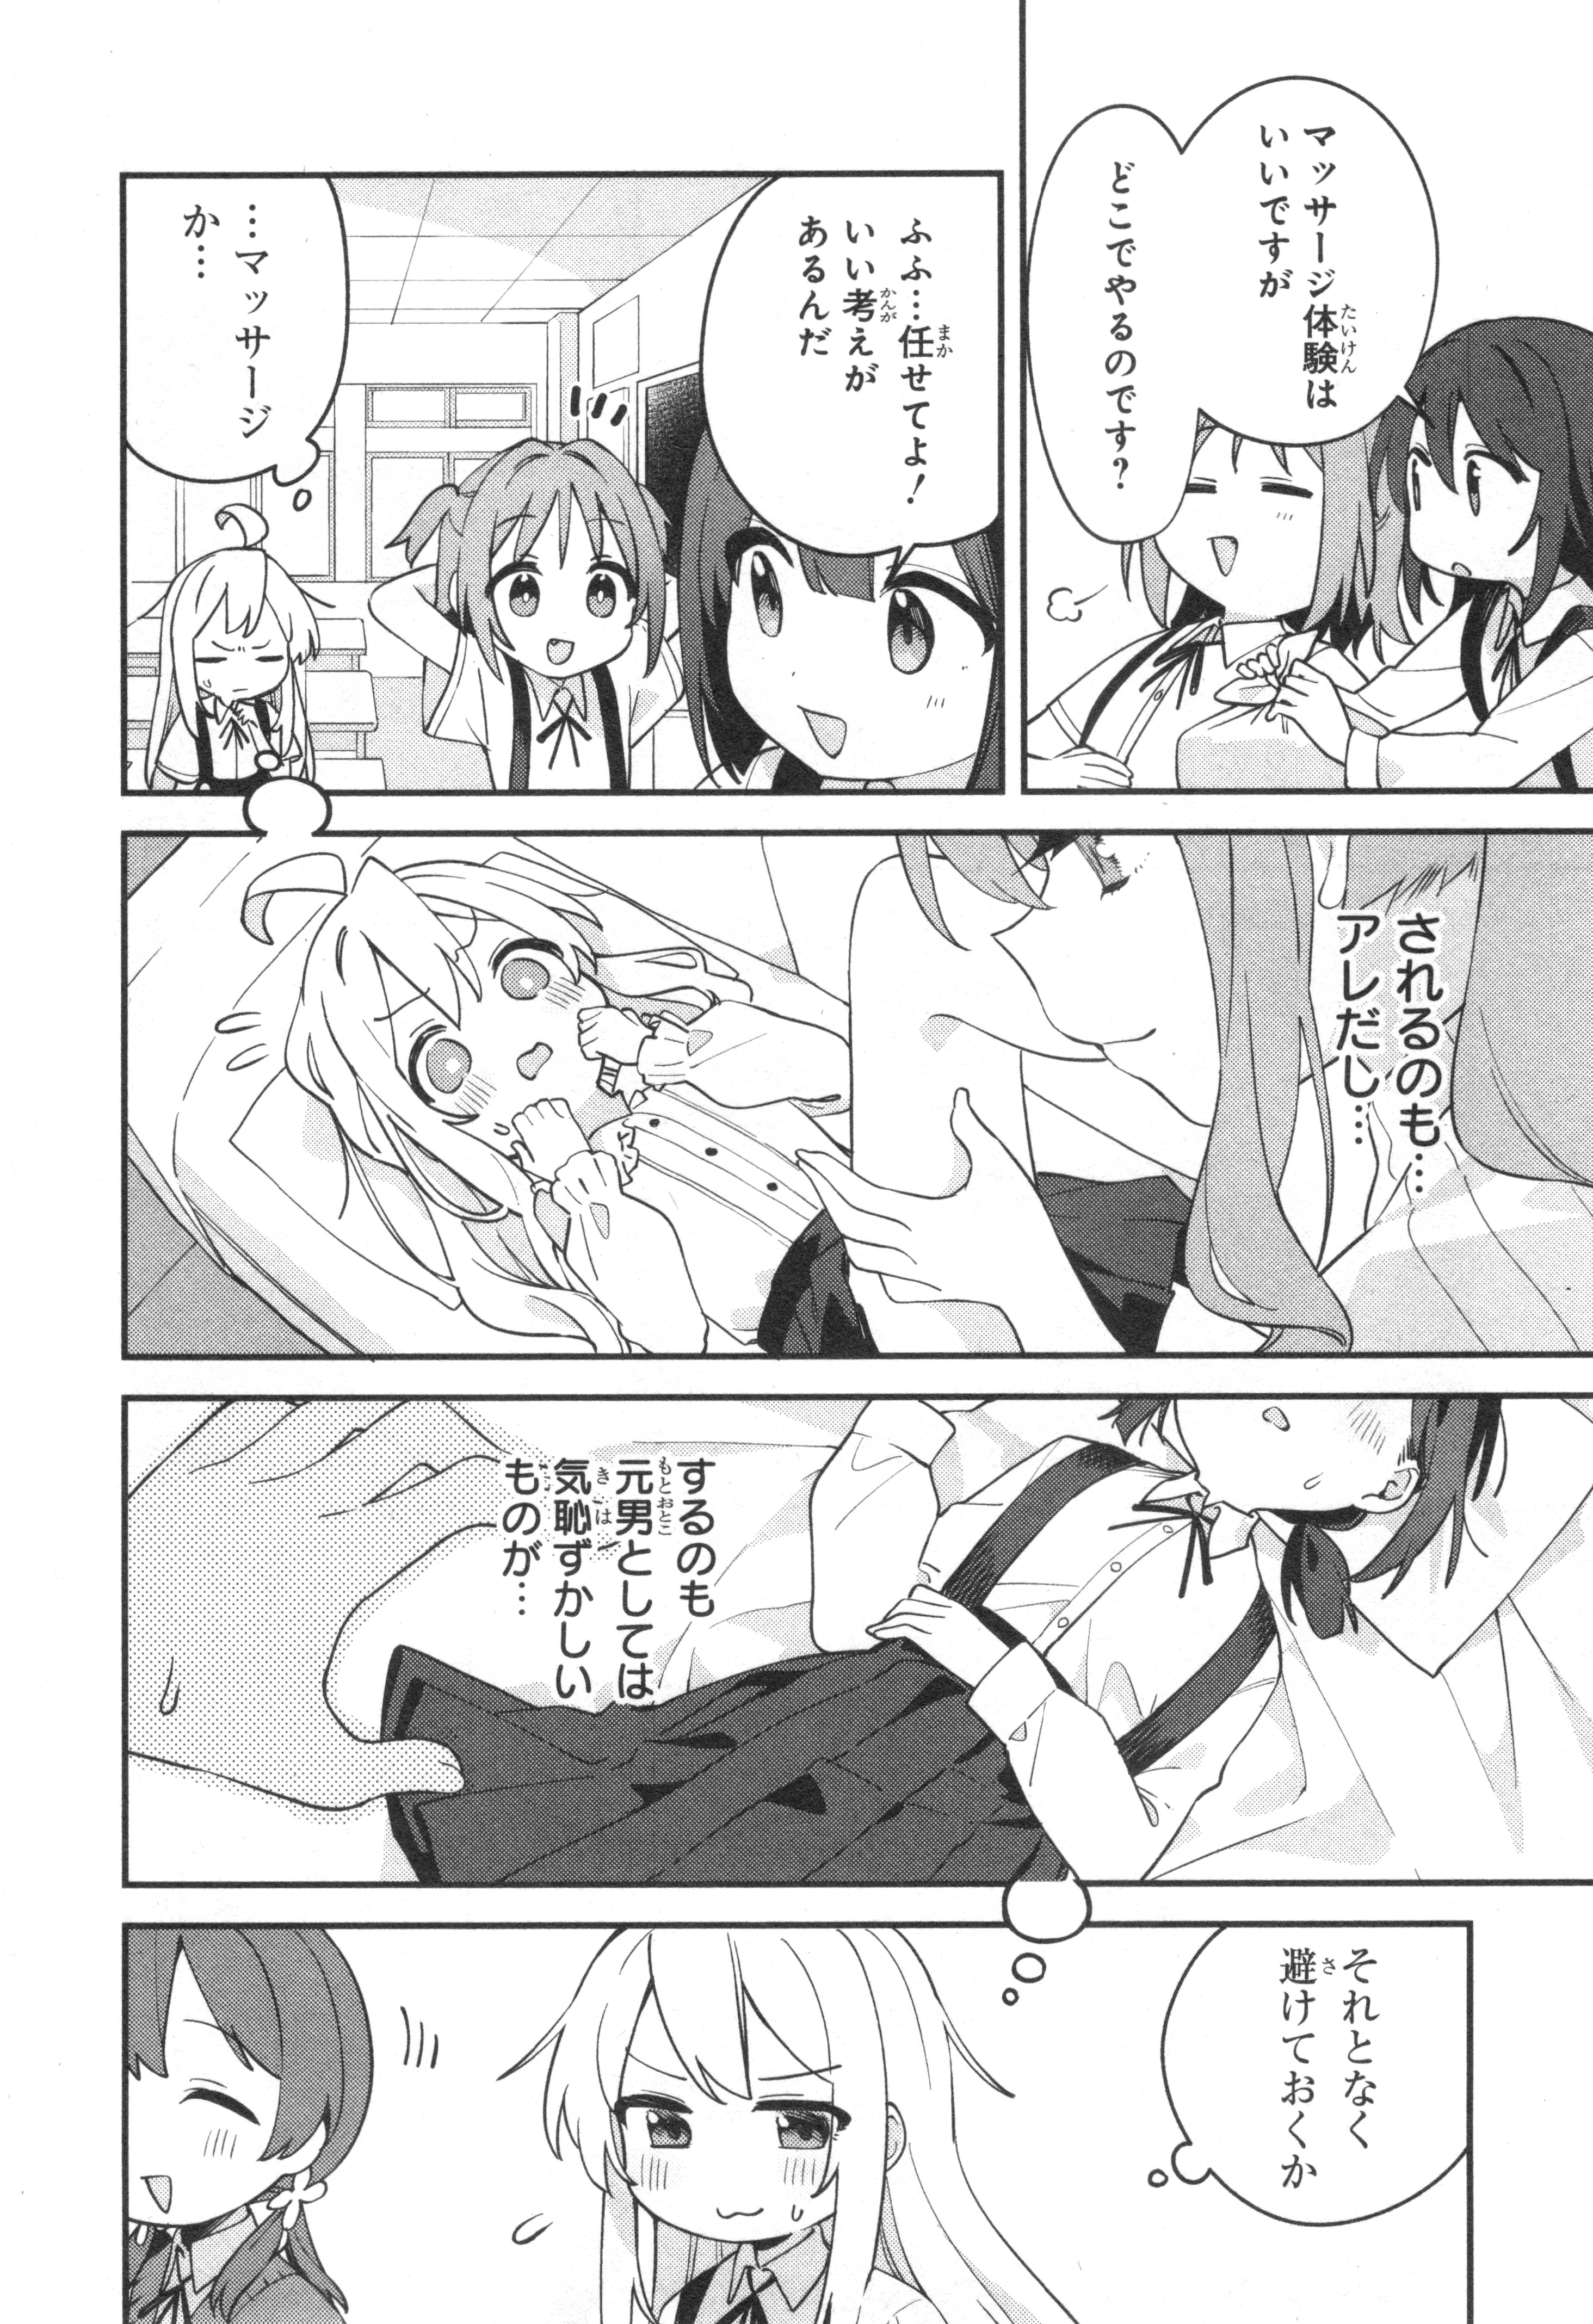 マッサージ体験は
いいですが
どこでやるのです？
ふふ…任せてよ！
いい考えが
あるんだ
…マッサージ
か…
されるのも…
アレだし…
するのも
元男としては
気恥ずかしい
ものが…
それとなく
避けておくか